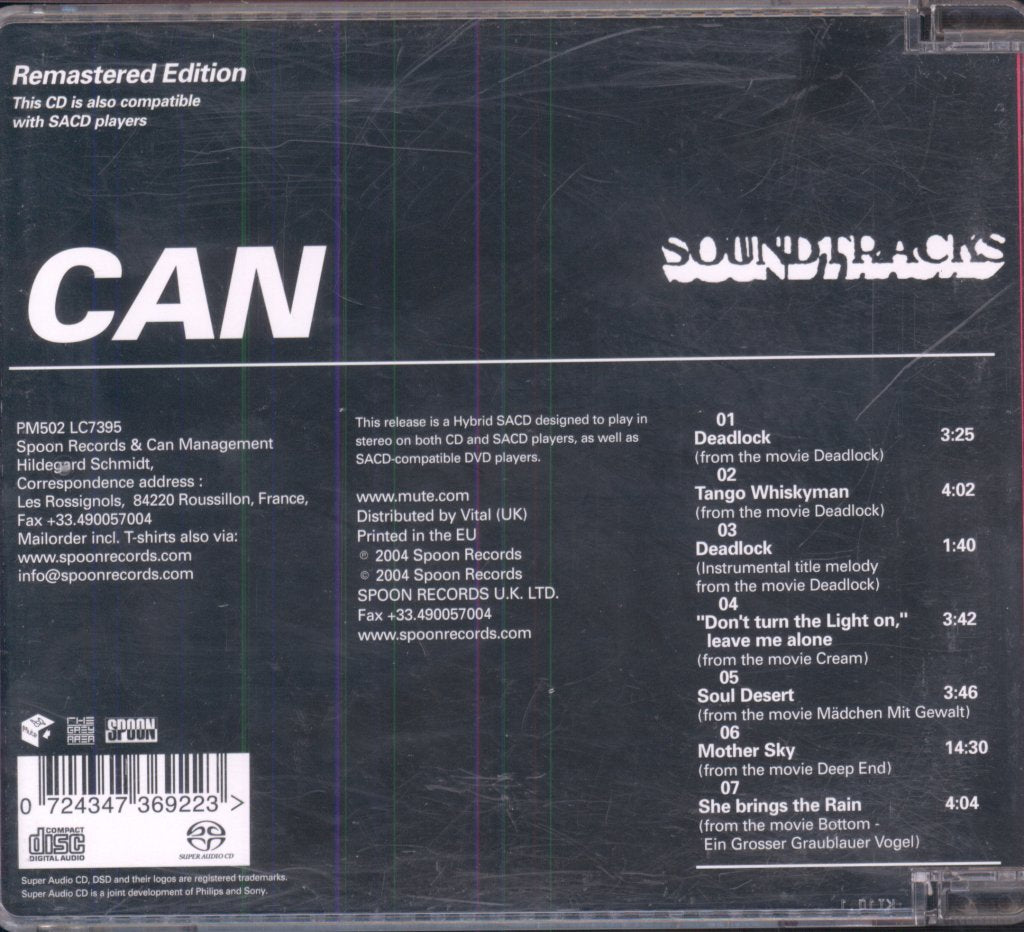 Remastered Edition
This CD is also compatible
with SACD players
CAN
SOUNDTRACKS
PM502 LC7395
Spoon Records & Can Management
Hildegard Schmidt,
Correspondence address :
Les Rossignols, 84220 Roussillon, France,
Fax +33.490057004
Mailorder incl. T-shirts also via:
www.spoonrecords.com
info@spoonrecords.com
This release is a Hybrid SACD designed to play in
stereo on both CD and SACD players, as well as
SACD-compatible DVD players.
www.mute.com
Distributed by Vital (UK)
Printed in the EU
℗ 2004 Spoon Records
© 2004 Spoon Records
SPOON RECORDS U.K. LTD.
Fax +33.490057004
www.spoonrecords.com
01
Deadlock 3:25
(from the movie Deadlock)
02
Tango Whiskyman 4:02
(from the movie Deadlock)
03
Deadlock 1:40
(Instrumental title melody
from the movie Deadlock)
04
"Don't turn the Light on," 3:42
leave me alone
(from the movie Cream)
05
Soul Desert 3:46
(from the movie Mädchen Mit Gewalt)
06
Mother Sky 14:30
(from the movie Deep End)
07
She brings the Rain 4:04
(from the movie Bottom -
Ein Grosser Graublauer Vogel)
MUTE
THE
GREY
AREA
SPOON
0 724347 369223 >
COMPACT
disc
DIGITAL AUDIO
SUPER AUDIO CD
Super Audio CD, DSD and their logos are registered trademarks.
Super Audio CD is a joint development of Philips and Sony.